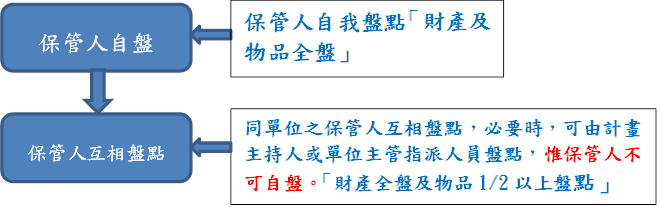 保管人自盤
保管人自我盤點「財產及
物品全盤」
保管人互相盤點
同單位之保管人互相盤點，必要時，可由計畫
主持人或單位主管指派人員盤點，惟保管人不
可自盤。「財產全盤及物品 1/2 以上盤點」